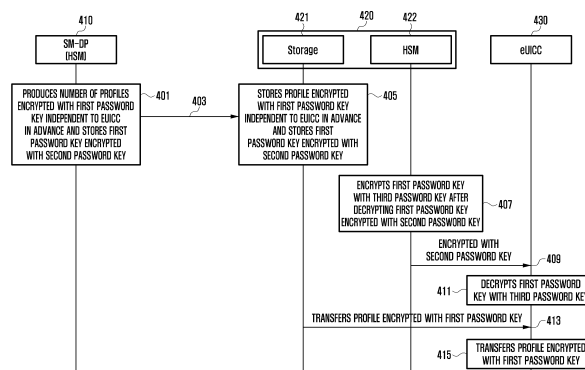 410
SM-DP
(HSM)
421
420
422
430
Storage
HSM
eUICC
PRODUCES NUMBER OF PROFILES
ENCRYPTED WITH FIRST PASSWORD
KEY INDEPENDENT TO EUICC
IN ADVANCE AND STORES FIRST
PASSWORD KEY ENCRYPTED
WITH SECOND PASSWORD KEY
401
403
STORES PROFILE ENCRYPTED
WITH FIRST PASSWORD KEY
INDEPENDENT TO EUICC IN ADVANCE
AND STORES FIRST
PASSWORD KEY ENCRYPTED WITH
SECOND PASSWORD KEY
405
ENCRYPTS FIRST PASSWORD KEY
WITH THIRD PASSWORD KEY AFTER
DECRYPTING FIRST PASSWORD KEY
ENCRYPTED WITH SECOND PASSWORD KEY
407
ENCRYPTED WITH
SECOND PASSWORD KEY
409
411
DECRYPTS FIRST PASSWORD
KEY WITH THIRD PASSWORD KEY
TRANSFERS PROFILE ENCRYPTED WITH FIRST PASSWORD KEY
413
415
TRANSFERS PROFILE ENCRYPTED
WITH FIRST PASSWORD KEY